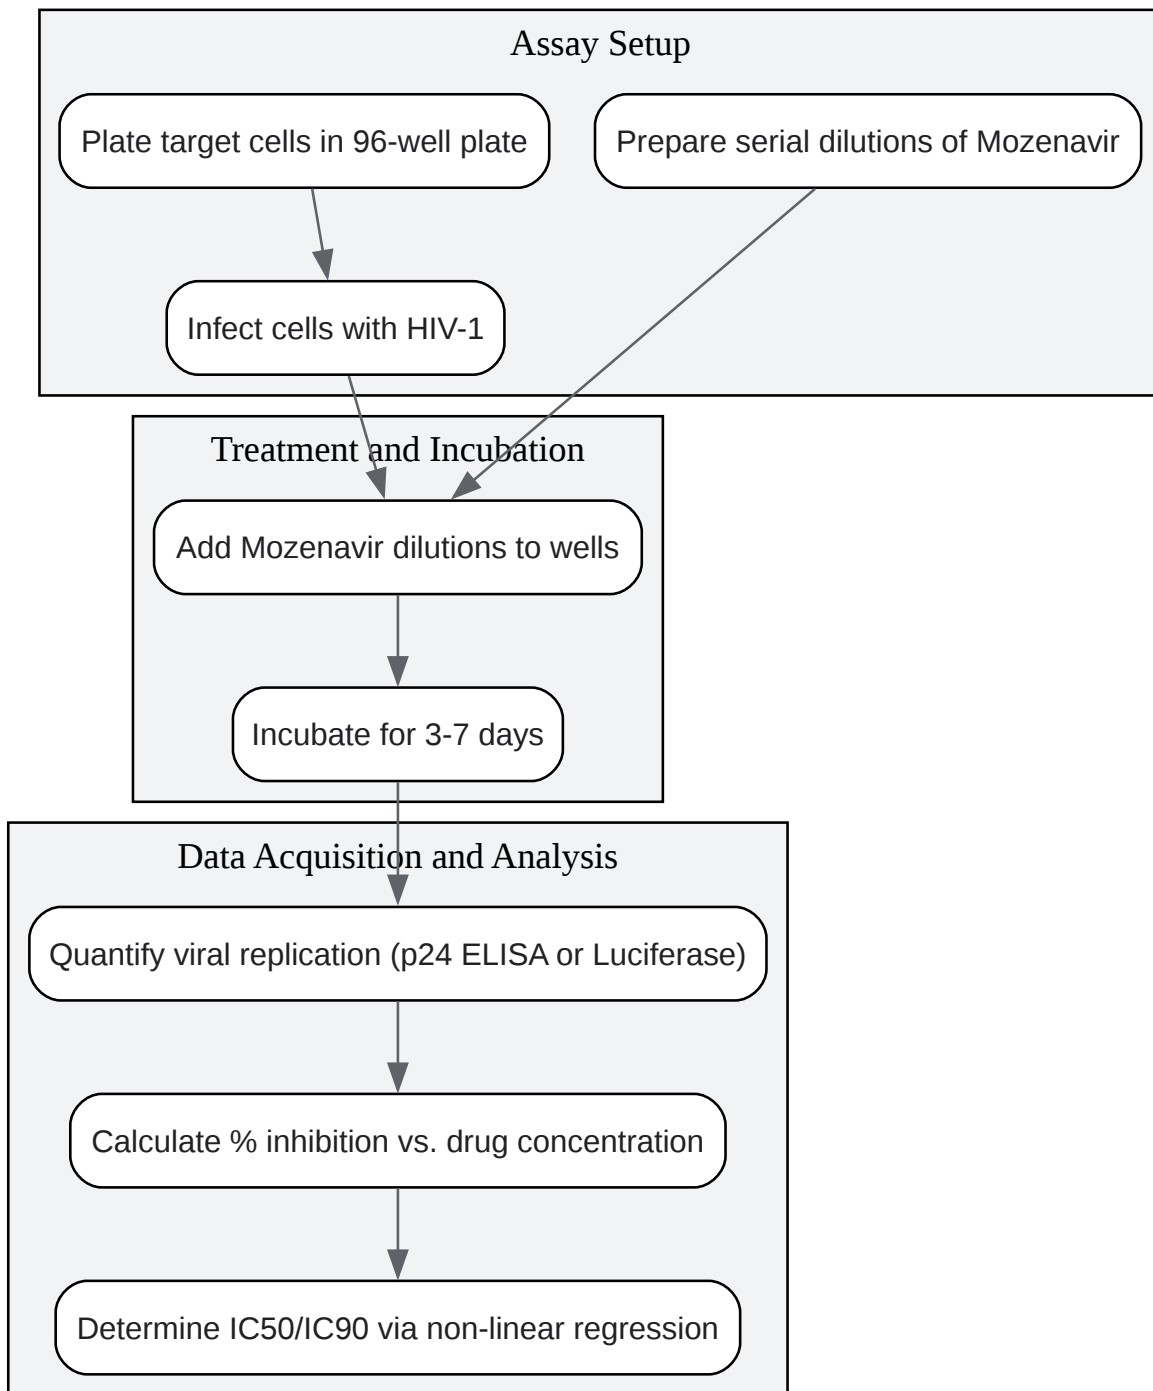 Assay Setup
Plate target cells in 96-well plate
Prepare serial dilutions of Mozenavir
Infect cells with HIV-1
Treatment and Incubation
Add Mozenavir dilutions to wells
Incubate for 3-7 days
Data Acquisition and Analysis
Quantify viral replication (p24 ELISA or Luciferase)
Calculate % inhibition vs. drug concentration
Determine IC50/IC90 via non-linear regression